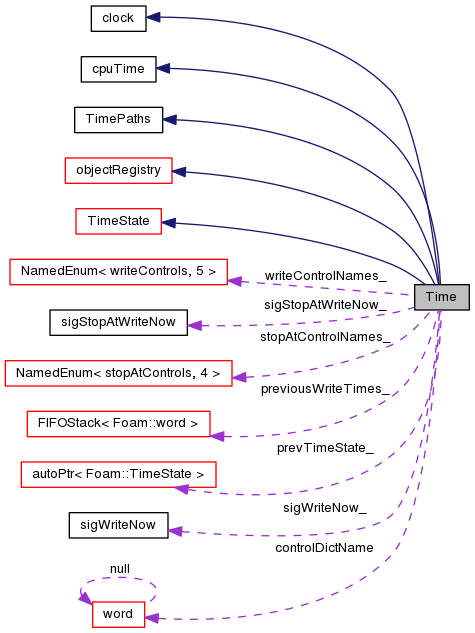 clock
cpuTime
TimePaths
objectRegistry
TimeState
NamedEnum< writeControls, 5 >
writeControlNames_
Time
sigStopAtWriteNow_
sigStopAtWriteNow
stopAtControlNames_
NamedEnum< stopAtControls, 4 >
previousWriteTimes_
FIFOStack< Foam::word >
prevTimeState_
autoPtr< Foam::TimeState >
sigWriteNow_
sigWriteNow
controlDictName
null
word